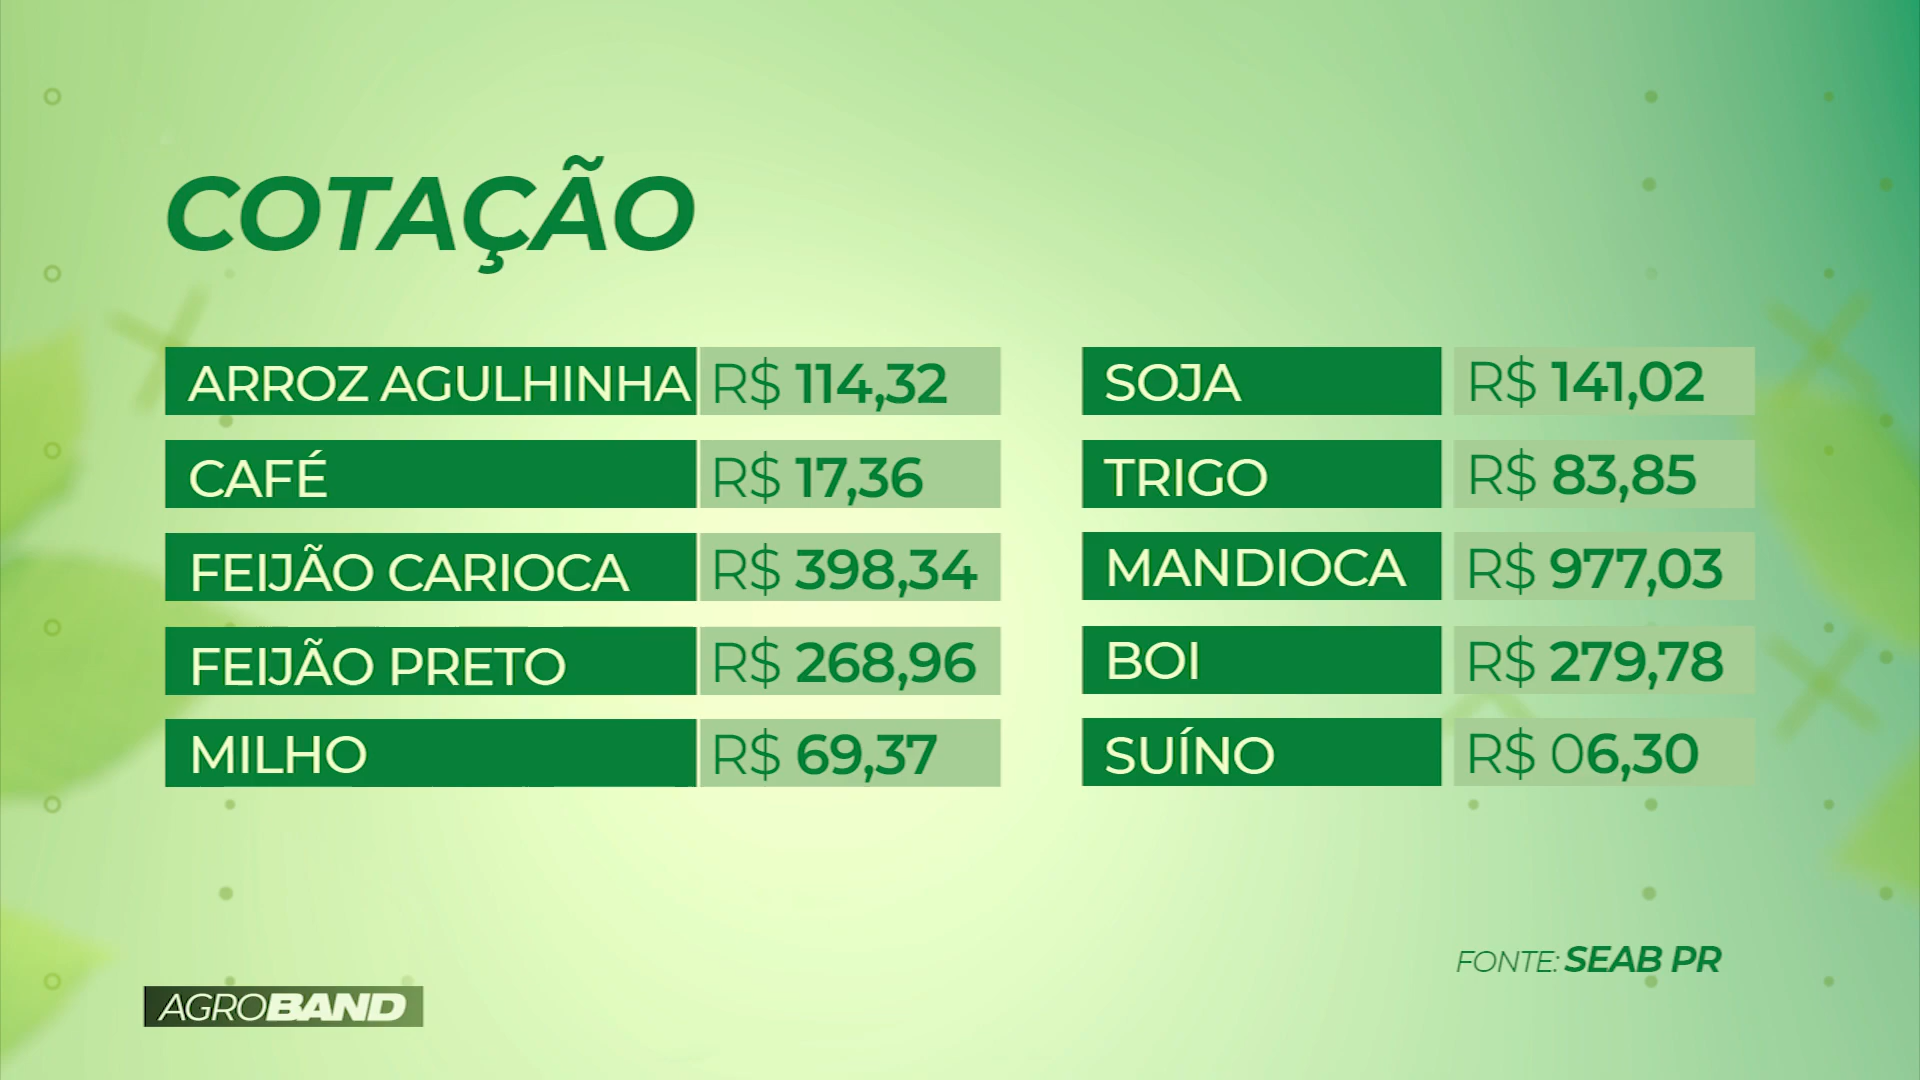 COTAÇÃO
ARROZ AGULHINHA R$ 114,32
CAFÉ R$ 17,36
FEIJÃO CARIOCA R$ 398,34
FEIJÃO PRETO R$ 268,96
MILHO R$ 69,37
SOJA R$ 141,02
TRIGO R$ 83,85
MANDIOCA R$ 977,03
BOI R$ 279,78
SUÍNO R$ 06,30
FONTE: SEAB PR
AGROBAND